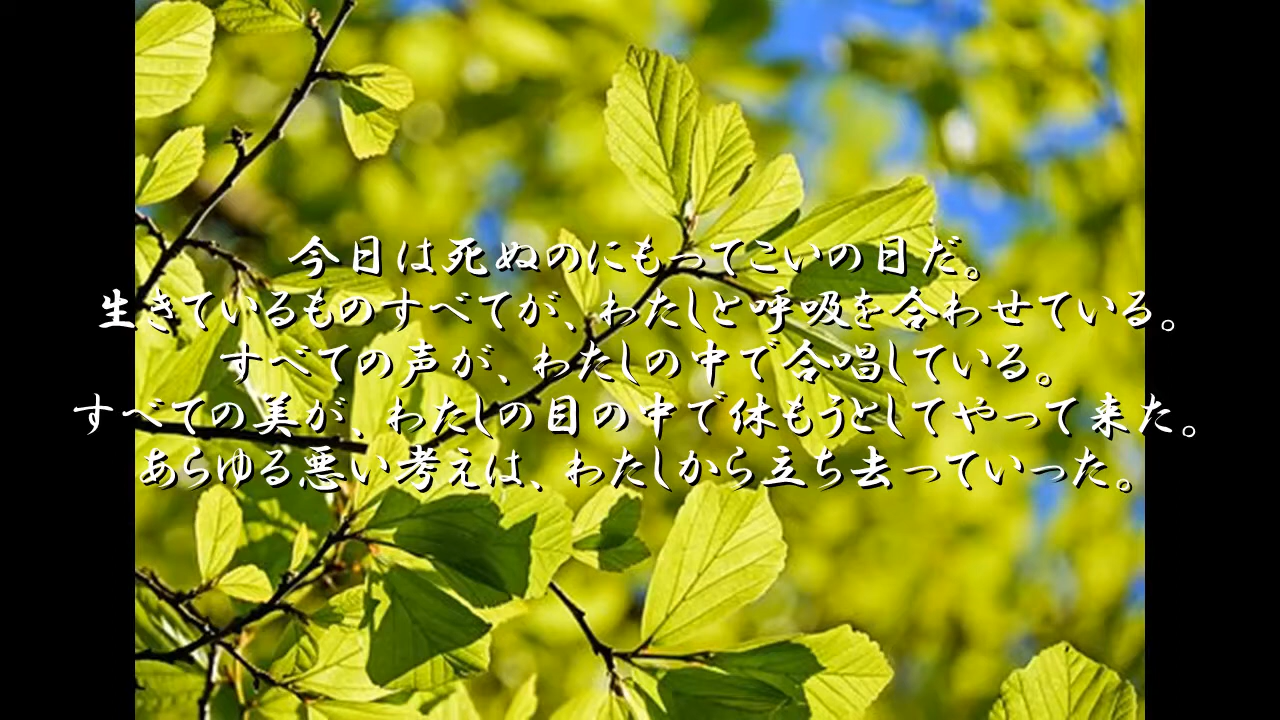 今日は死ぬのにもってこいの日だ。
生きているものすべてが、わたしと呼吸を合わせている。
すべての声が、わたしの中で合唱している。
すべての美が、わたしの目の中で休もうとしてやって来た。
あらゆる悪い考えは、わたしから立ち去っていった。